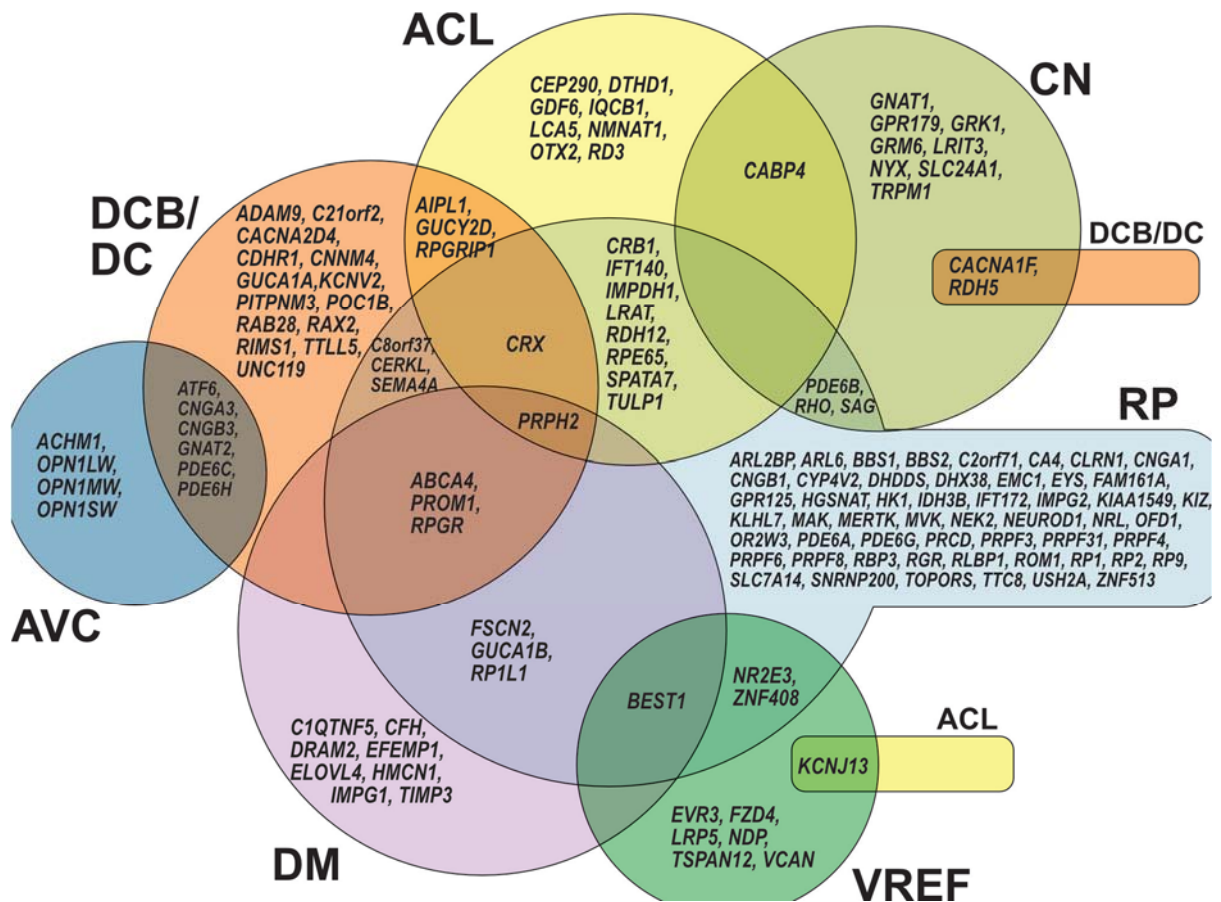 ACL
CEP290, DTHD1,
GDF6, IQCB1,
LCA5, NMNAT1,
OTX2, RD3
CN
GNAT1,
GPR179, GRK1,
GRM6, LRIT3,
NYX, SLC24A1,
TRPM1
CABP4
DCB/
DC
ADAM9, C21orf2,
CACNA2D4,
CDHR1, CNNM4,
GUCA1A,KCNV2,
PITPNM3, POC1B,
RAB28, RAX2,
RIMS1, TTLL5,
UNC119
AIPL1,
GUCY2D,
RPGRIP1
CRB1,
IFT140,
IMPDH1,
LRAT,
RDH12,
RPE65,
SPATA7,
TULP1
DCB/DC
CACNA1F,
RDH5
C8orf37,
CERKL,
SEMA4A
CRX
PDE6B,
RHO, SAG
ATF6,
CNGA3,
CNGB3,
GNAT2,
PDE6C,
PDE6H
ACHM1,
OPN1LW,
OPN1MW,
OPN1SW
AVC
PRPH2
ABCA4,
PROM1,
RPGR
RP
ARL2BP, ARL6, BBS1, BBS2, C2orf71, CA4, CLRN1, CNGA1,
CNGB1, CYP4V2, DHDDS, DHX38, EMC1, EYS, FAM161A,
GPR125, HGSNAT, HK1, IDH3B, IFT172, IMPG2, KIAA1549, KIZ,
KLHL7, MAK, MERTK, MVK, NEK2, NEUROD1, NRL, OFD1,
OR2W3, PDE6A, PDE6G, PRCD, PRPF3, PRPF31, PRPF4,
PRPF6, PRPF8, RBP3, RGR, RLBP1, ROM1, RP1, RP2, RP9,
SLC7A14, SNRNP200, TOPORS, TTC8, USH2A, ZNF513
FSCN2,
GUCA1B,
RP1L1
BEST1
NR2E3,
ZNF408
ACL
KCNJ13
C1QTNF5, CFH,
DRAM2, EFEMP1,
ELOVL4, HMCN1,
IMPG1, TIMP3
DM
EVR3, FZD4,
LRP5, NDP,
TSPAN12, VCAN
VREF